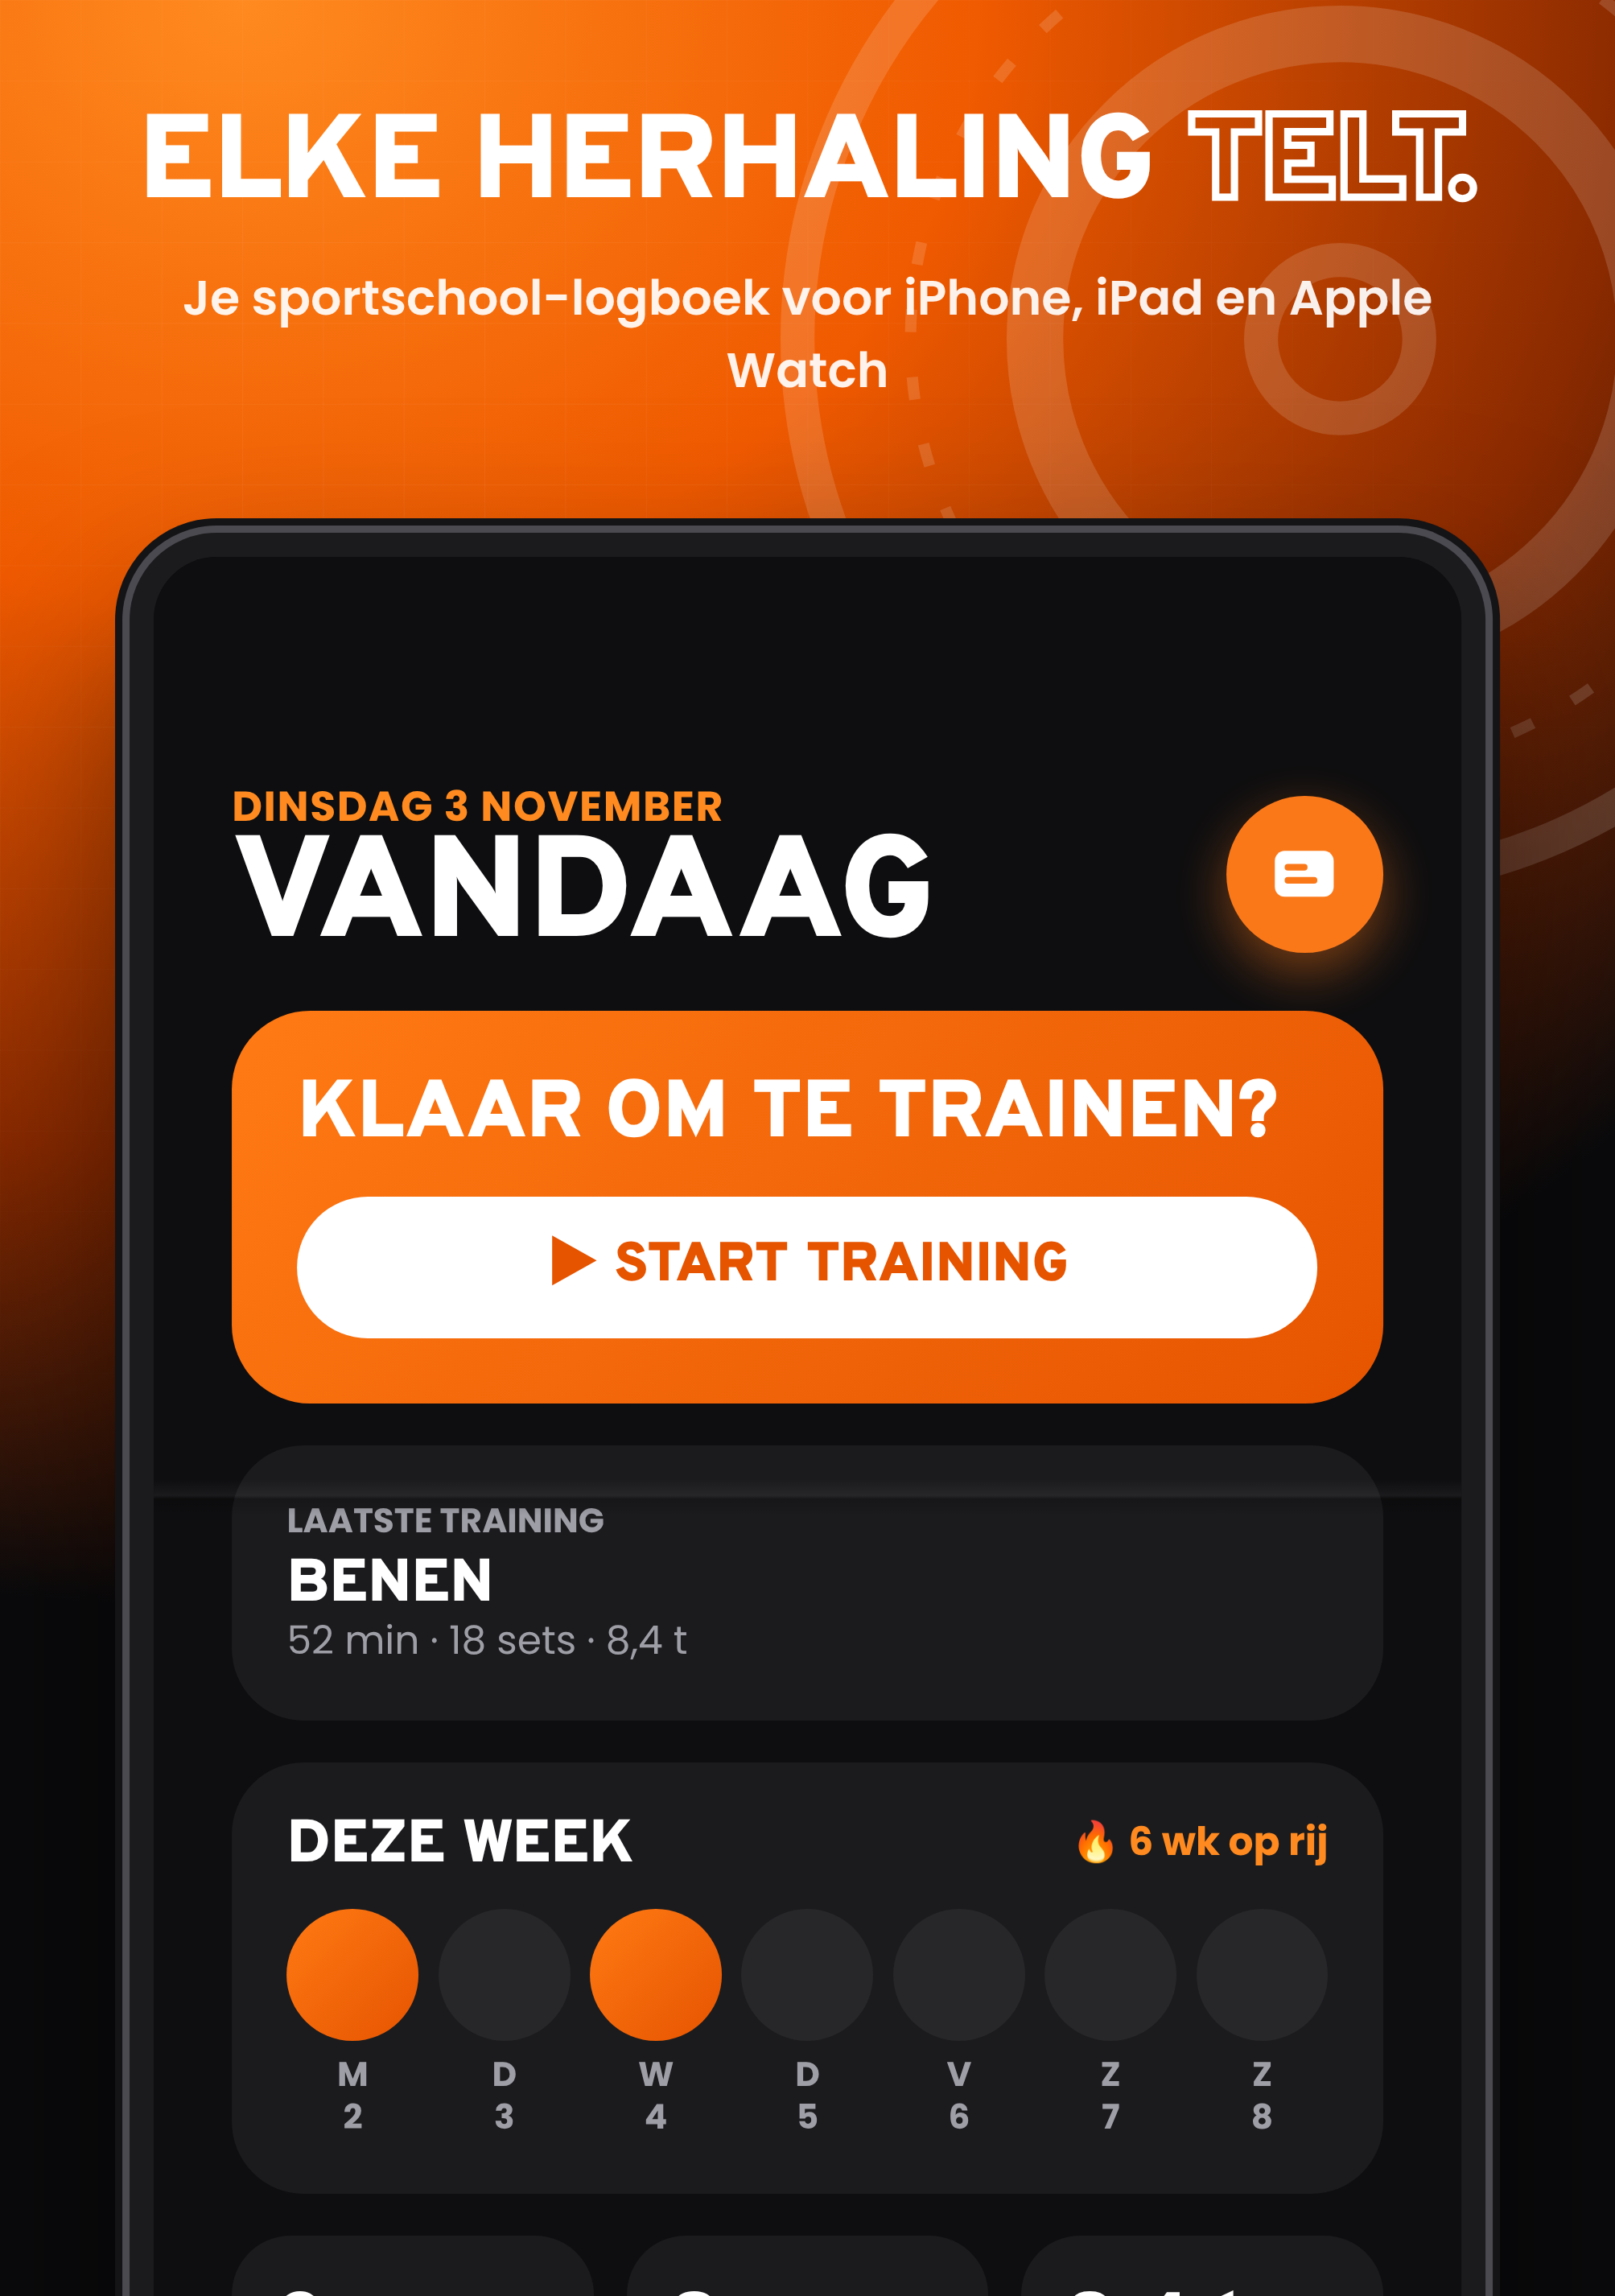 ELKE HERHALING TELT.
Je sportschool-logboek voor iPhone, iPad en Apple
Watch
DINSDAG 3 NOVEMBER
VANDAAG
KLAAR OM TE TRAINEN?
START TRAINING
LAATSTE TRAINING
BENEN
52 min · 18 sets · 8,4 t
DEZE WEEK
🔥 6 wk op rij
M D W D V Z Z
2 3 4 5 6 7 8